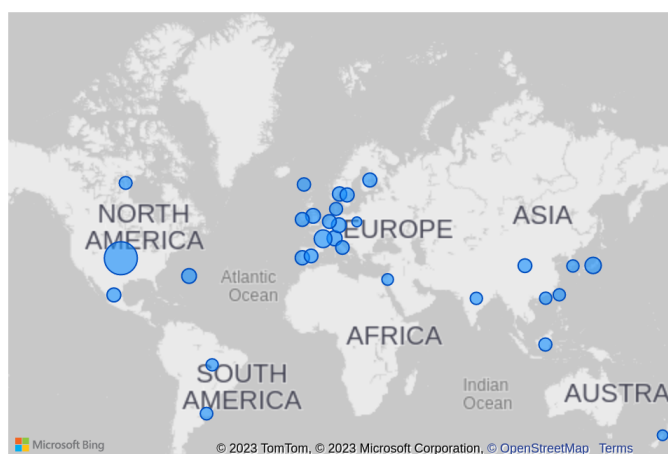 NORTH
AMERICA
EUROPE
ASIA
Atlantic
Ocean
AFRICA
SOUTH
AMERICA
Indian
Ocean
AUSTRA
Microsoft Bing
© 2023 TomTom, © 2023 Microsoft Corporation, © OpenStreetMap Terms